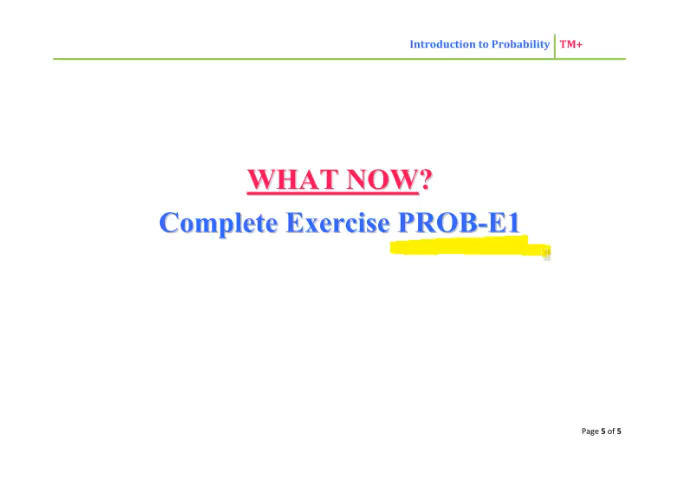 Introduction to Probability TM+
WHAT NOW?
Complete Exercise PROB-E1
Page 5 of 5